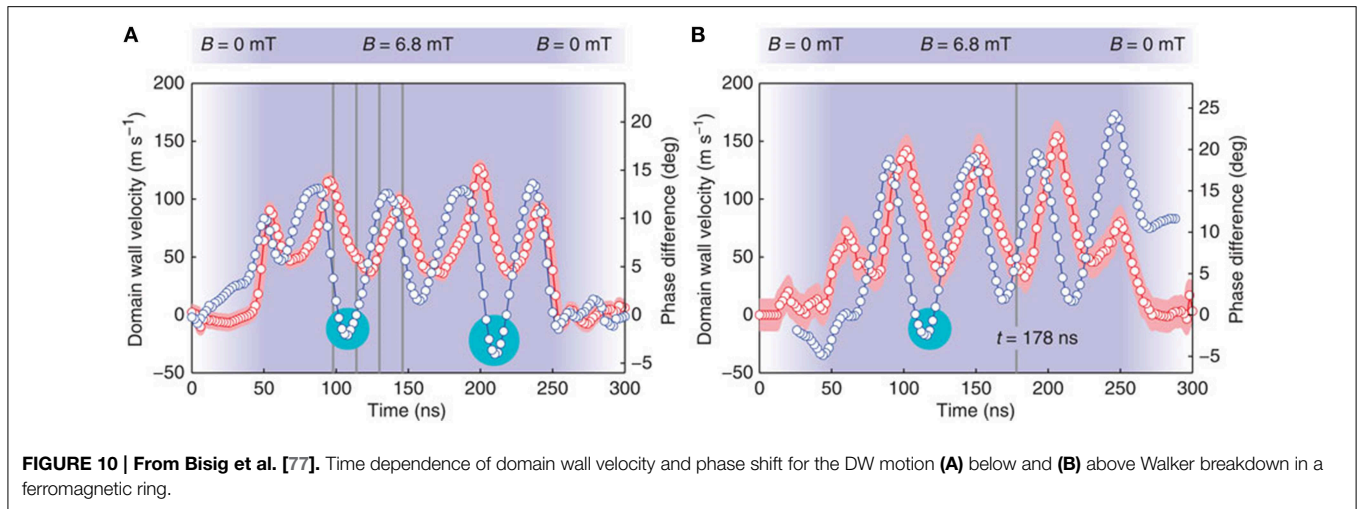 A
B = 0 mT B = 6.8 mT B = 0 mT
200
150
100
50
0
−50
Domain wall velocity (m s−1)
20
15
10
5
0
−5
Phase difference (deg)
0 50 100 150 200 250 300
Time (ns)
B
B = 0 mT B = 6.8 mT B = 0 mT
200
150
100
50
0
−50
Domain wall velocity (m s−1)
25
20
15
10
5
0
−5
Phase difference (deg)
t = 178 ns
0 50 100 150 200 250 300
Time (ns)
FIGURE 10 | From Bisig et al. [77]. Time dependence of domain wall velocity and phase shift for the DW motion (A) below and (B) above Walker breakdown in a
ferromagnetic ring.